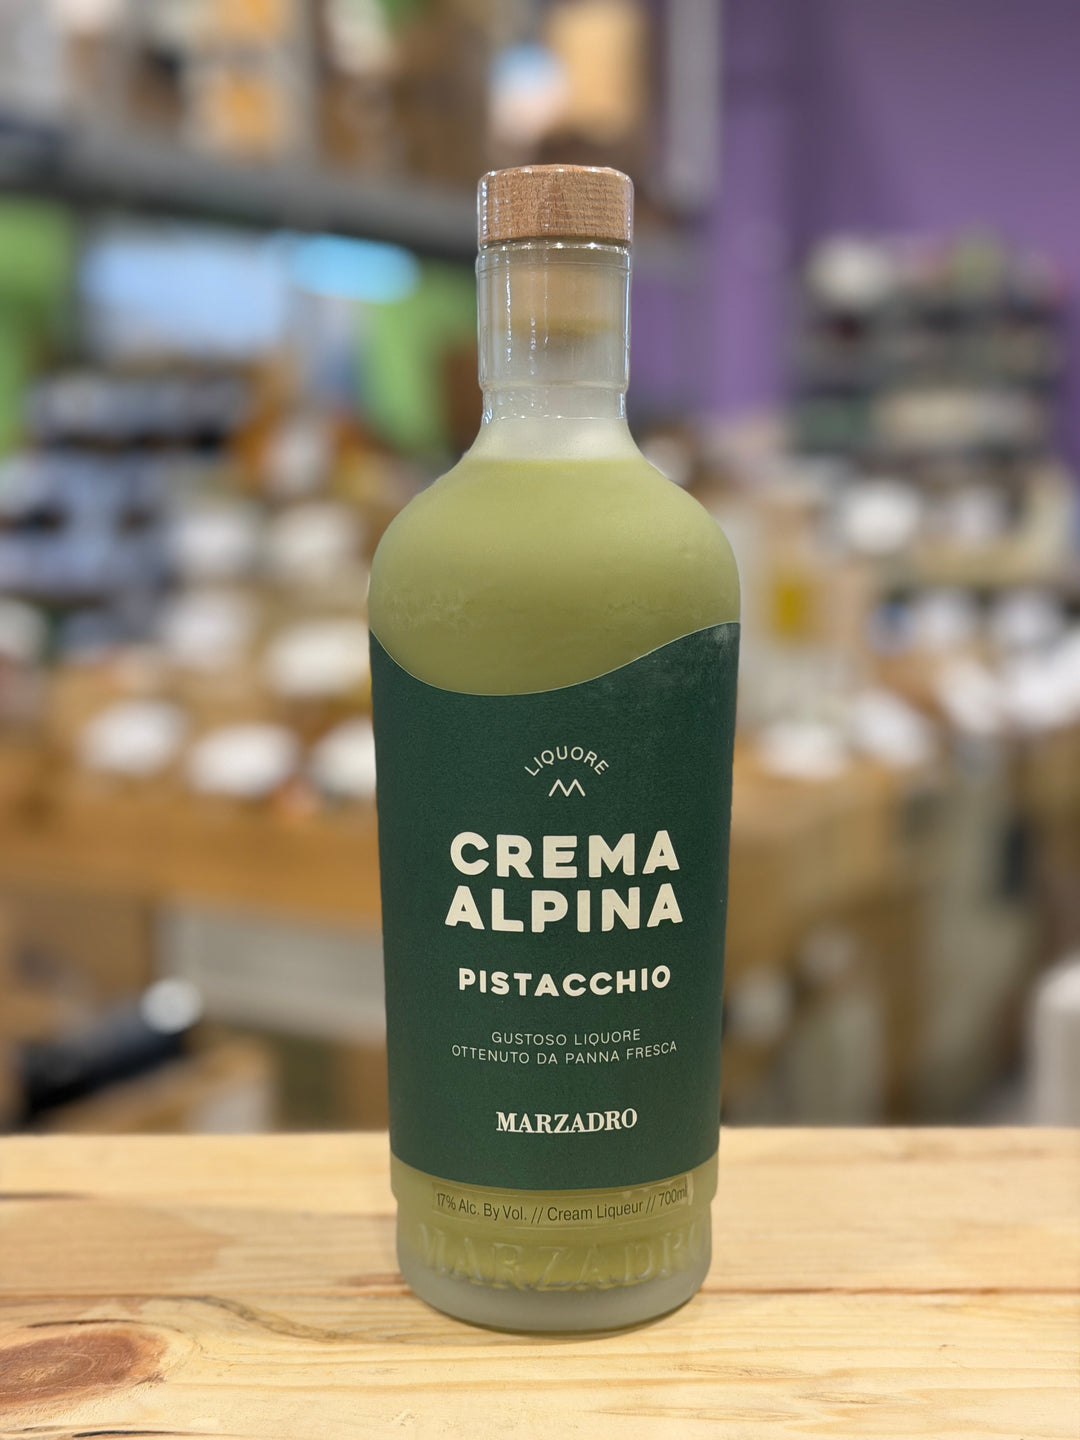 LIQUORE
CREMA
ALPINA
PISTACCHIO
GUSTOSO LIQUORE
OTTENUTO DA PANNA FRESCA
MARZADRO
17% Alc. By Vol. // Cream Liqueur // 700ml
MARZADRO